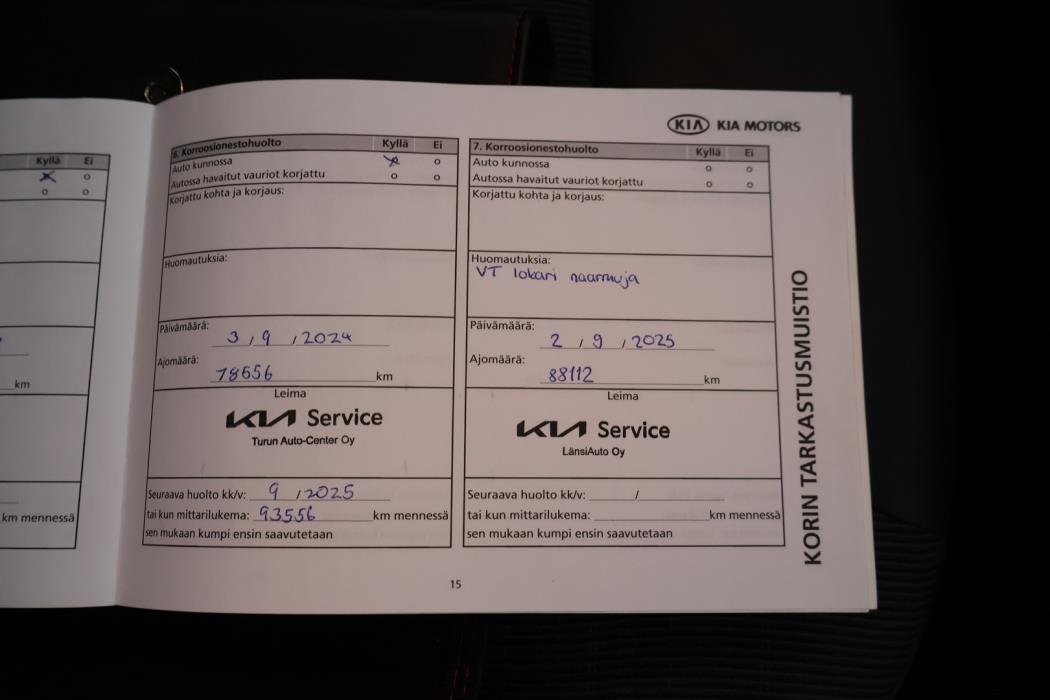 Kyllä Ei
o
o o
km
km mennessä
6. Korroosionestohuolto Kyllä Ei
Auto kunnossa x o
Autossa havaitut vauriot korjattu o o
Korjattu kohta ja korjaus:
Huomautuksia:
Päivämäärä: 3 / 9 / 2024
Ajomäärä: 78556 km
Leima
KIA Service
Turun Auto-Center Oy
Seuraava huolto kk/v: 9 / 2025
tai kun mittarilukema: 93556 km mennessä
sen mukaan kumpi ensin saavutetaan
KIA KIA MOTORS
7. Korroosionestohuolto Kyllä Ei
Auto kunnossa o o
Autossa havaitut vauriot korjattu o o
Korjattu kohta ja korjaus:
Huomautuksia:
VT lokari naarmuja
Päivämäärä: 2 / 9 / 2025
Ajomäärä: 88112 km
Leima
KIA Service
LänsiAuto Oy
Seuraava huolto kk/v: /
tai kun mittarilukema: km mennessä
sen mukaan kumpi ensin saavutetaan
KORIN TARKASTUSMUISTIO
15